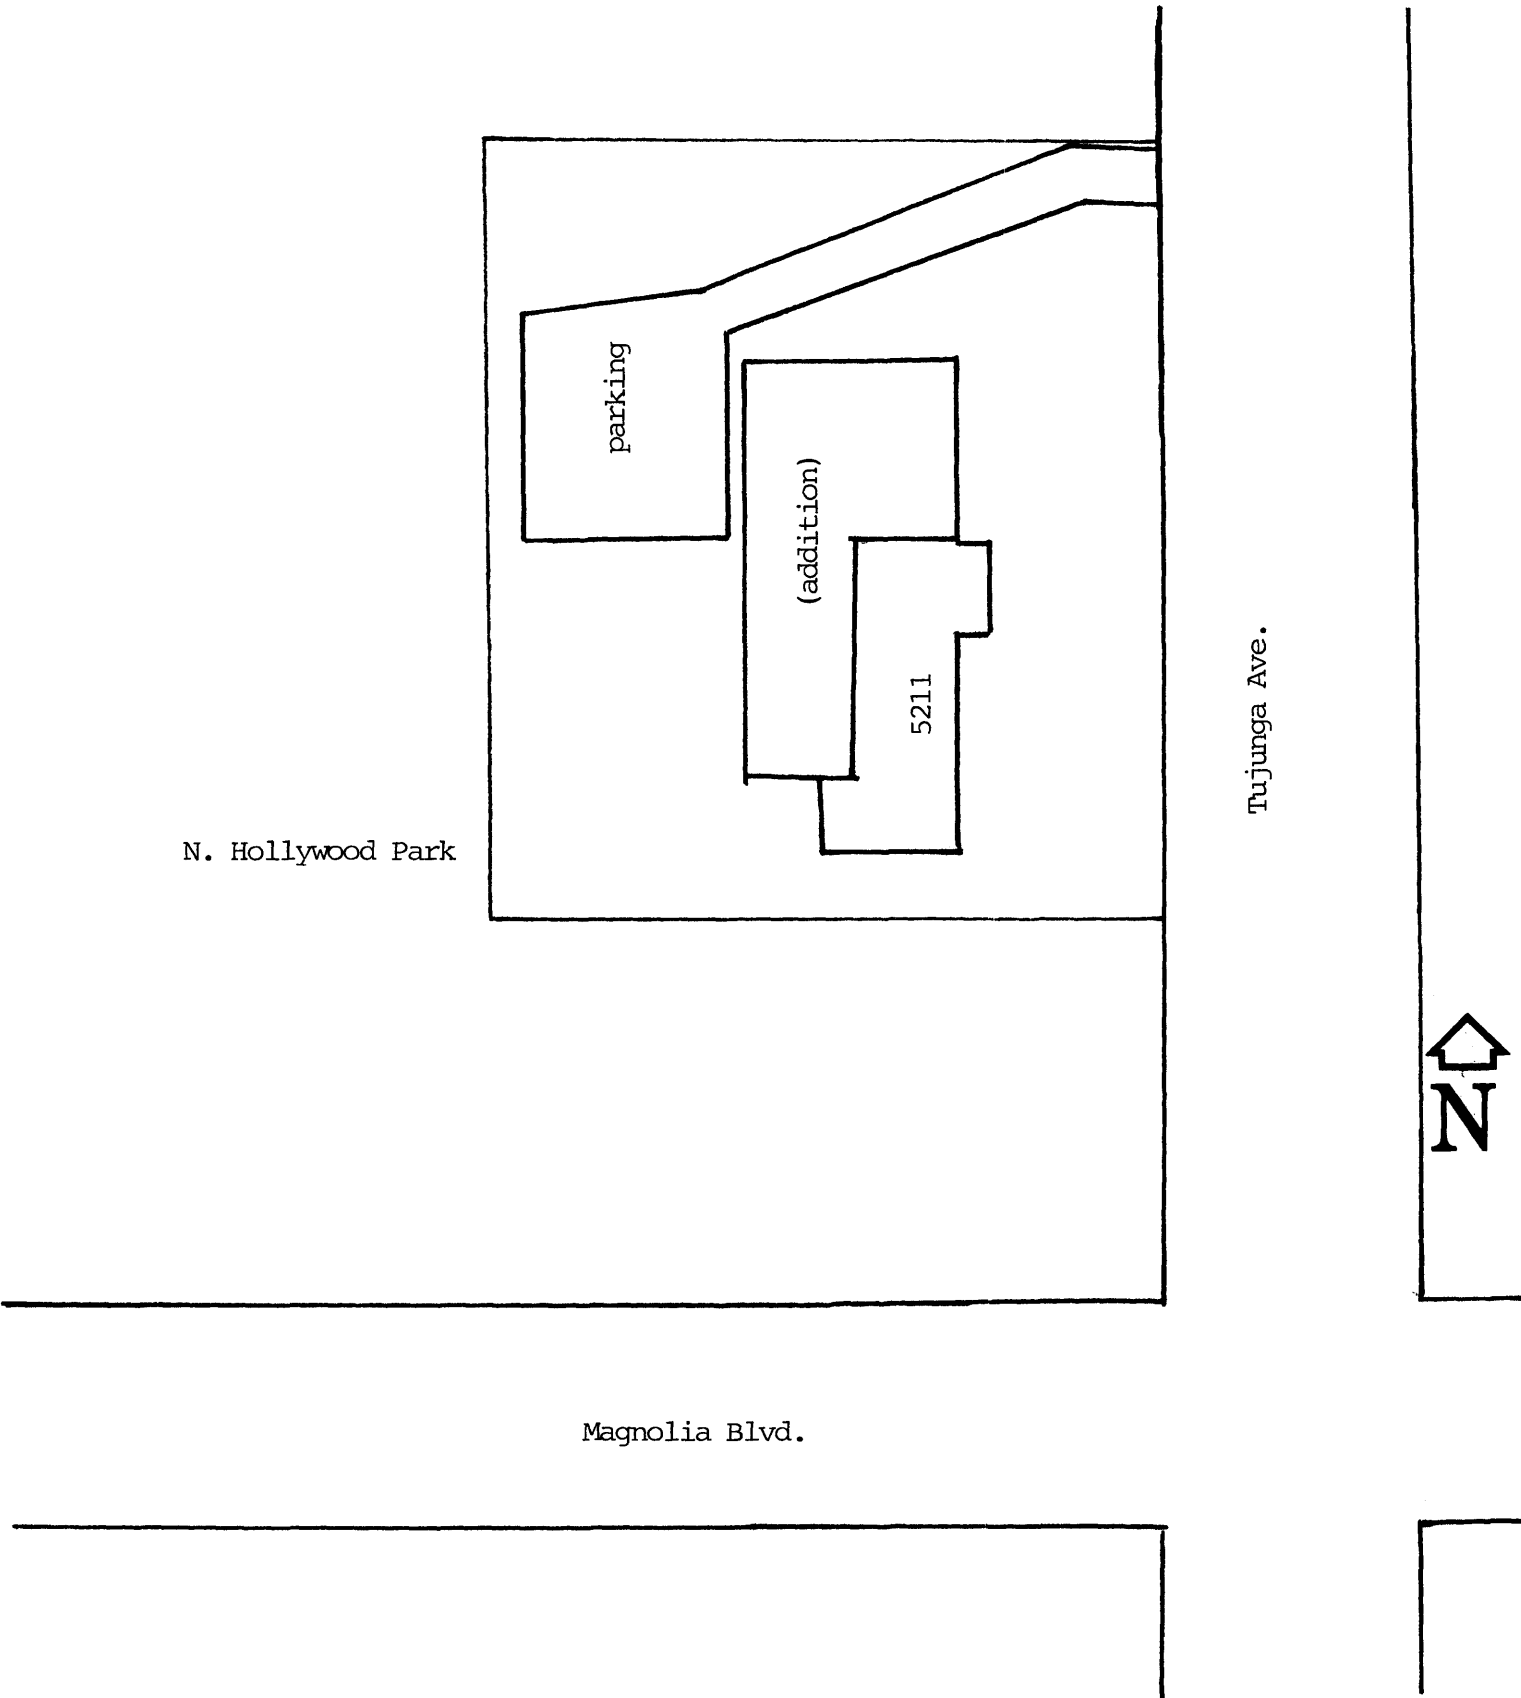 parking
(addition)
5211
Tujunga Ave.
N. Hollywood Park
N
Magnolia Blvd.